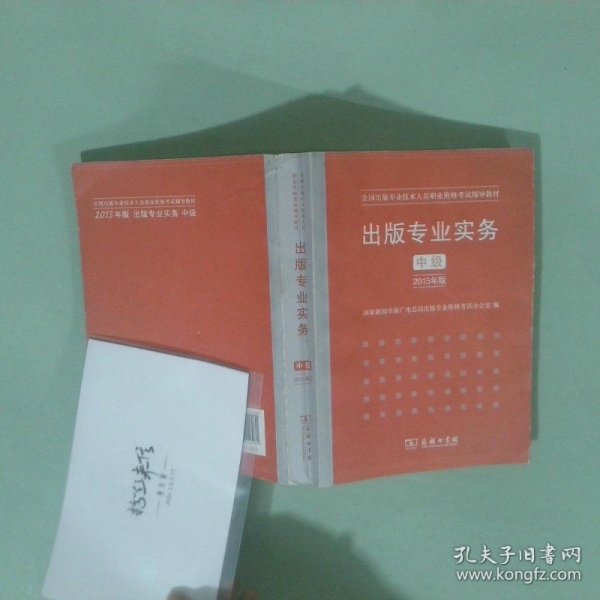 全国出版专业技术人员职业资格考试辅导教材
2015年版 出版专业实务 中级
出版专业实务
中级
商务印书馆
全国出版专业技术人员职业资格考试辅导教材
出版专业实务
中级
2015年版
国家新闻出版广电总局出版专业资格考试办公室 编
商务印书馆
孔夫子旧书网
www.kongfz.com